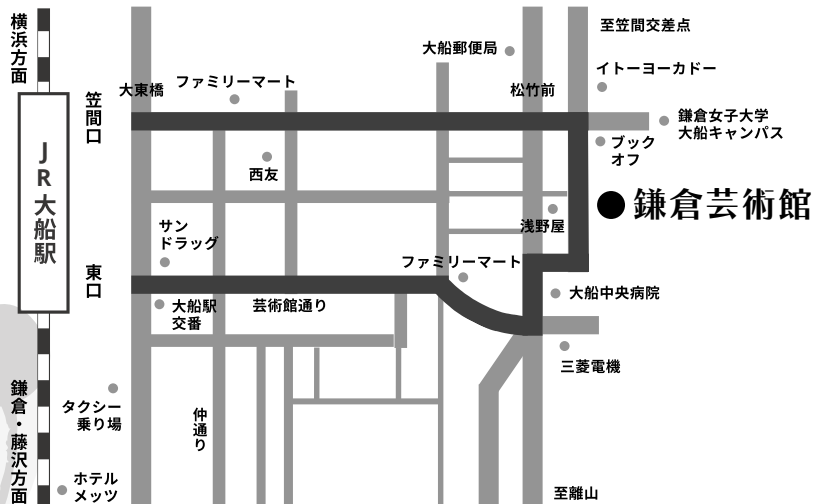 横浜方面
至笠間交差点
大船郵便局
イトーヨーカドー
ファミリーマート
大東橋
松竹前
笠間口
鎌倉女子大学
大船キャンパス
ブック
オフ
JR大船駅
西友
鎌倉芸術館
サン
ドラッグ
浅野屋
ファミリーマート
東口
大船中央病院
大船駅
交番
芸術館通り
三菱電機
鎌倉・藤沢方面
タクシー
乗り場
仲通り
ホテル
メッツ
至離山